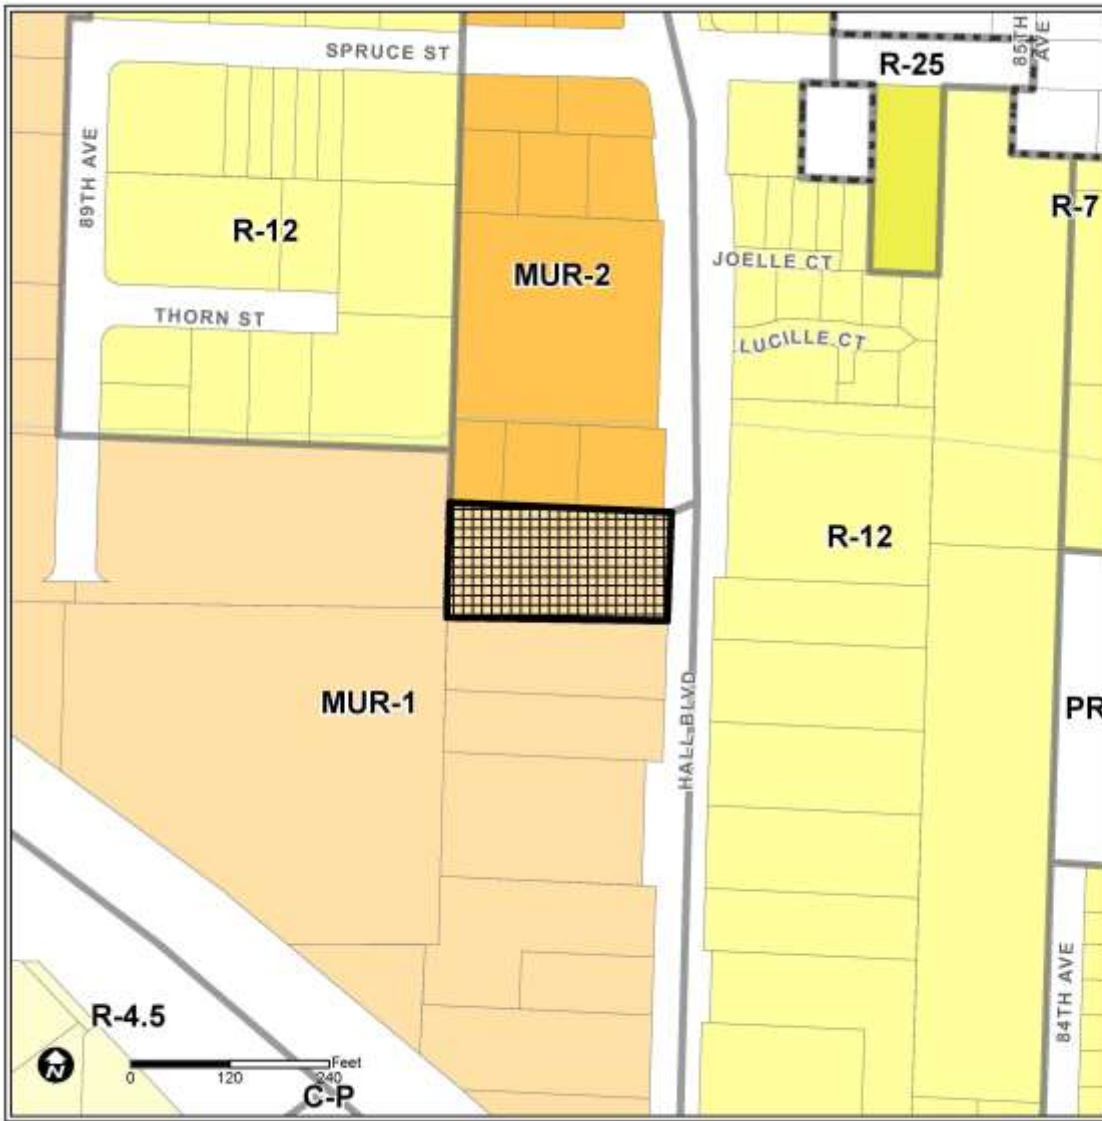 85TH AVE
SPRUCE ST
R-25
89TH AVE
R-7
R-12
MUR-2
JOELLE CT
THORN ST
LUCILLE CT
R-12
MUR-1
HALL BLVD
PR
84TH AVE
R-4.5
N
Feet
0 120 240
C-P